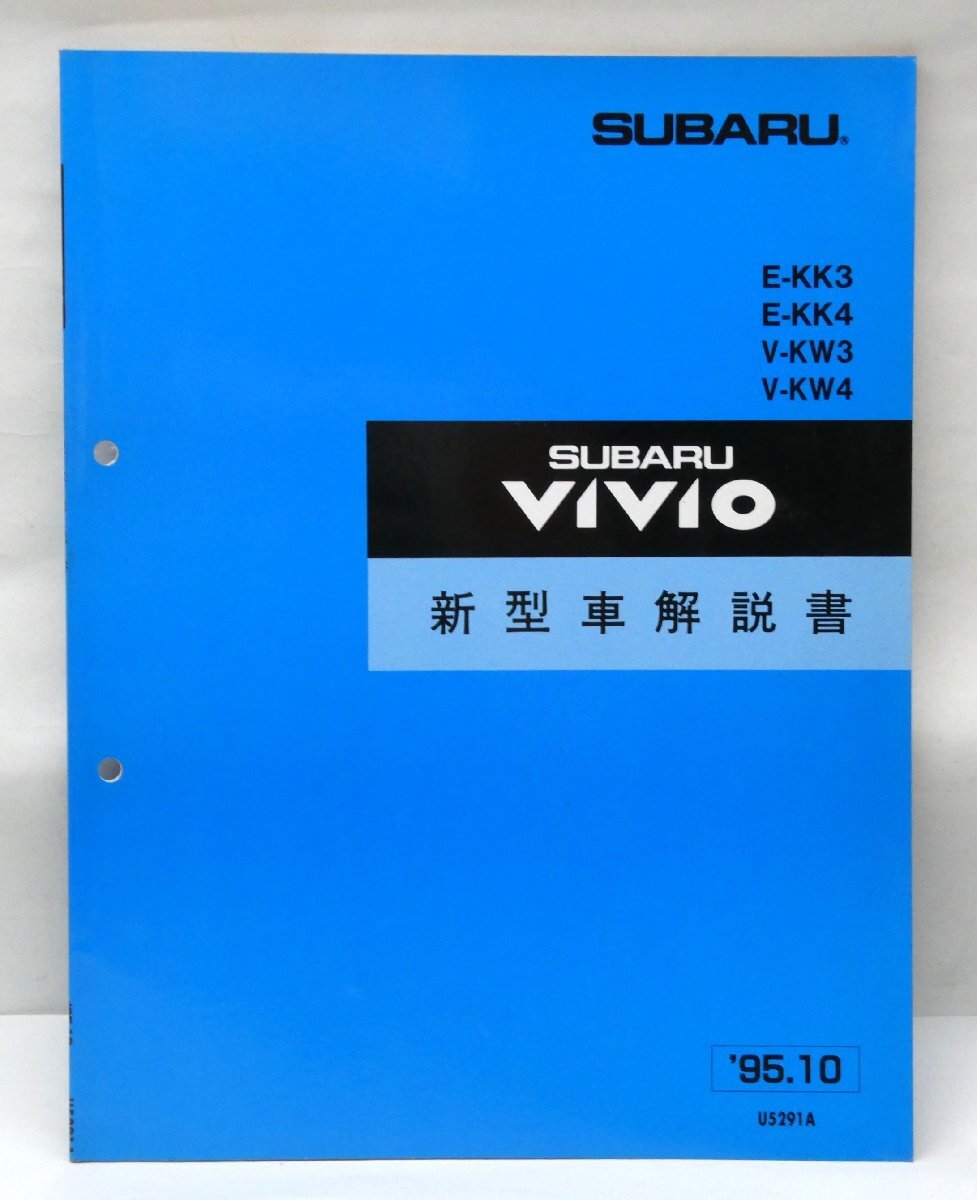 SUBARU®
E-KK3
E-KK4
V-KW3
V-KW4
SUBARU
VIVIO
新型車解説書
'95.10
U5291A